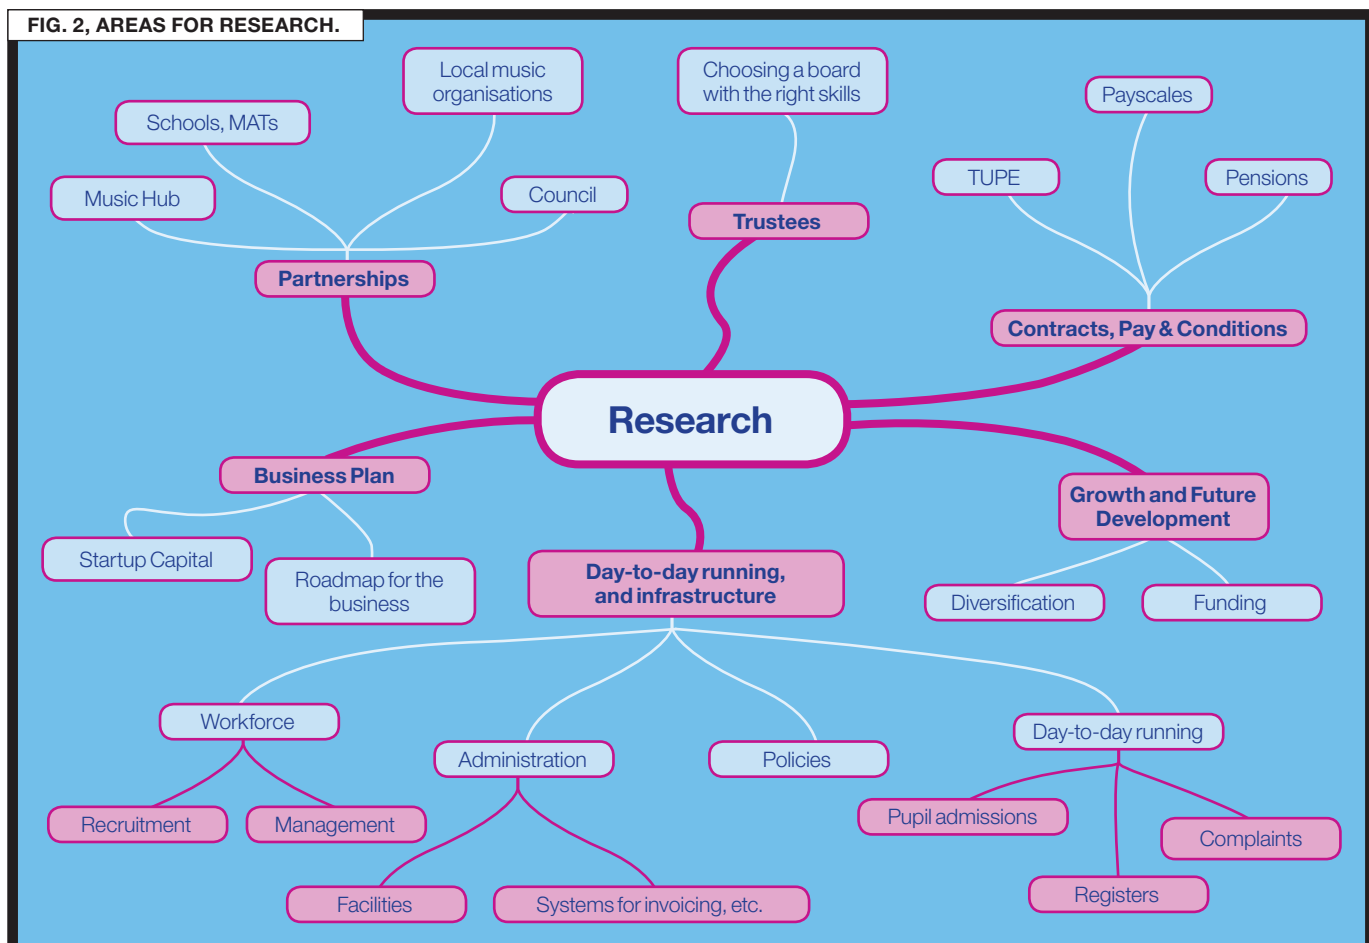 FIG. 2, AREAS FOR RESEARCH.
Local music
organisations
Schools, MATs
Music Hub
Council
Partnerships
Choosing a board
with the right skills
Trustees
Payscales
TUPE
Pensions
Contracts, Pay & Conditions
Research
Business Plan
Startup Capital
Roadmap for the
business
Growth and Future
Development
Diversification
Funding
Day-to-day running,
and infrastructure
Workforce
Recruitment
Management
Administration
Facilities
Systems for invoicing, etc.
Policies
Day-to-day running
Pupil admissions
Complaints
Registers